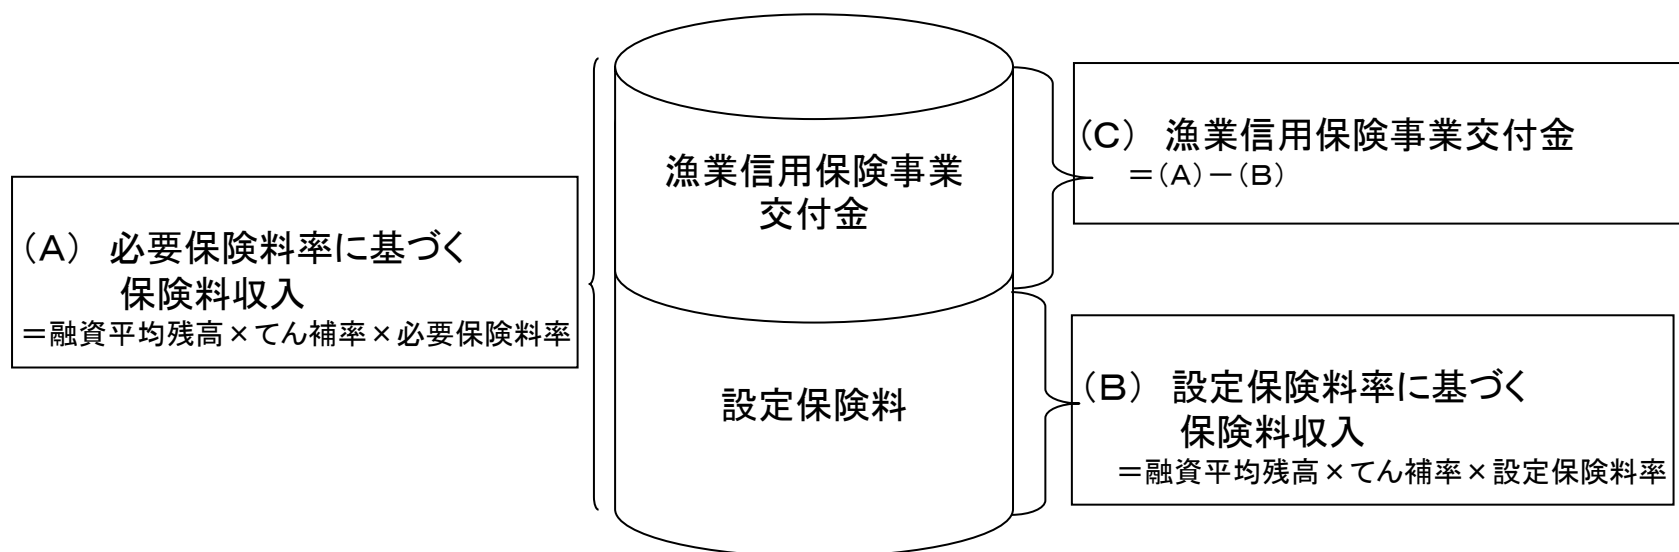 (A) 必要保険料率に基づく
保険料収入
＝融資平均残高×てん補率×必要保険料率
漁業信用保険事業
交付金
設定保険料
(C) 漁業信用保険事業交付金
＝(A)－(B)
(B) 設定保険料率に基づく
保険料収入
＝融資平均残高×てん補率×設定保険料率